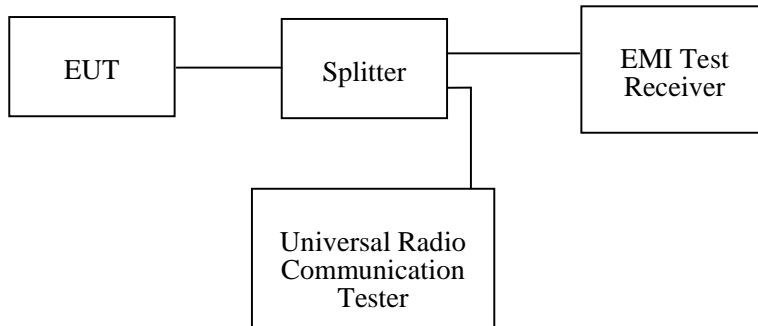 EUT
Splitter
EMI Test
Receiver
Universal Radio
Communication
Tester